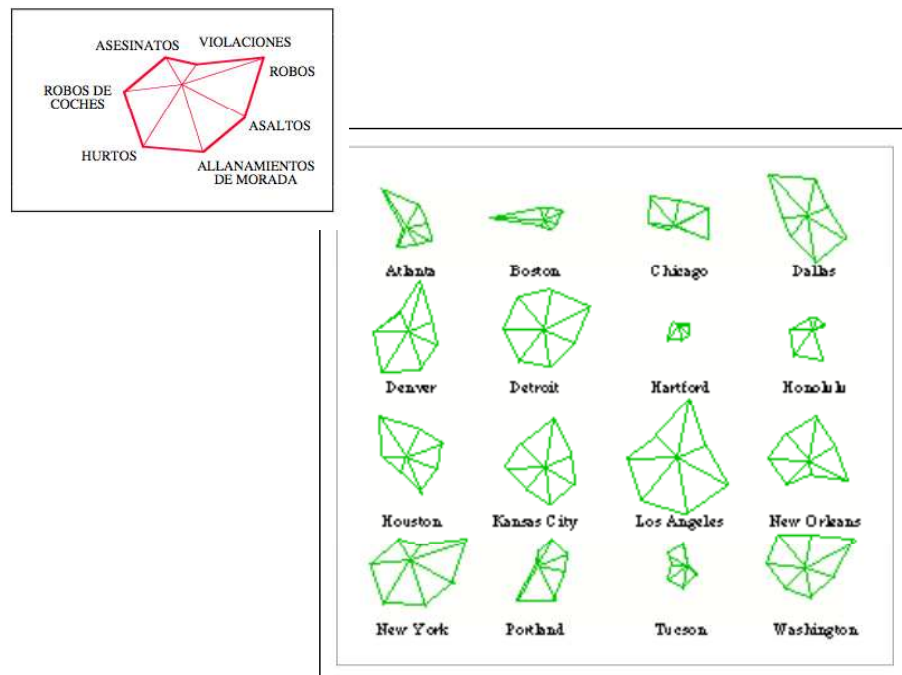 ASESINATOS
VIOLACIONES
ROBOS
ROBOS DE
COCHES
ASALTOS
HURTOS
ALLANAMIENTOS
DE MORADA
Atlanta Boston Chicago Dallas
Denver Detroit Hartford Honolulu
Houston Kansas City Los Angeles New Orleans
New York Portland Tucson Washington